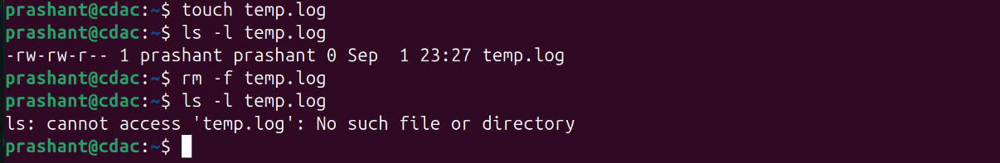 prashant@cdac:~$ touch temp.log
prashant@cdac:~$ ls -l temp.log
-rw-rw-r-- 1 prashant prashant 0 Sep  1 23:27 temp.log
prashant@cdac:~$ rm -f temp.log
prashant@cdac:~$ ls -l temp.log
ls: cannot access 'temp.log': No such file or directory
prashant@cdac:~$